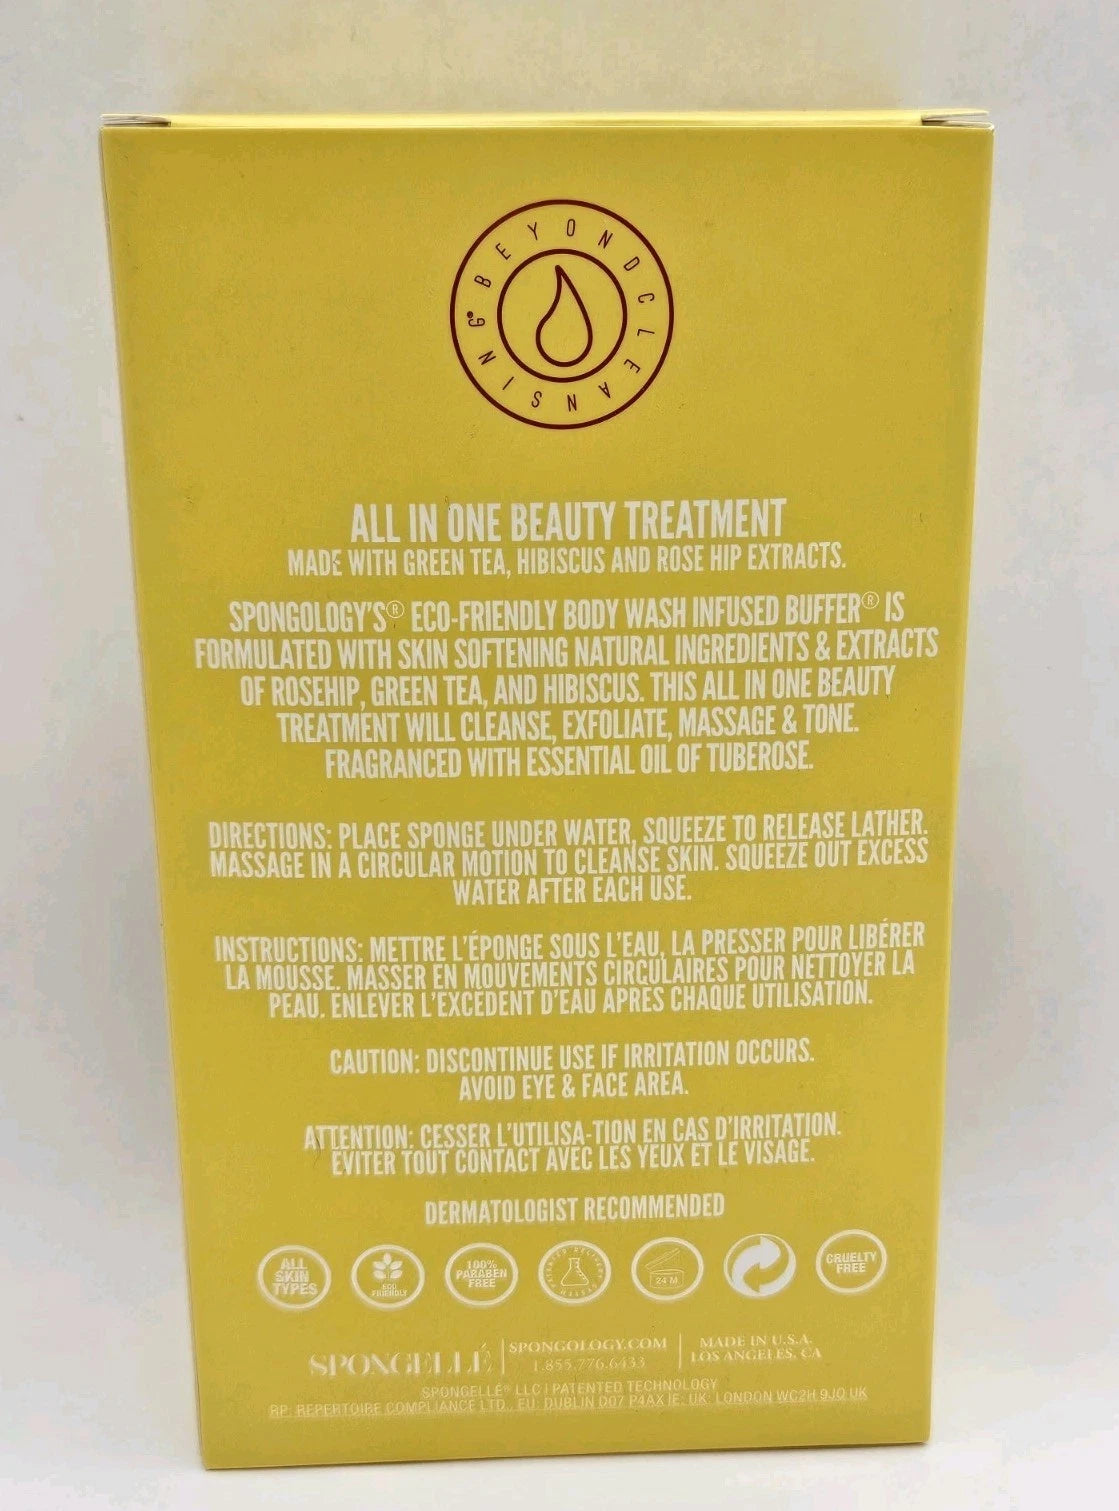 BEYOND CLEANSING®
ALL IN ONE BEAUTY TREATMENT
MADE WITH GREEN TEA, HIBISCUS AND ROSE HIP EXTRACTS.
SPONGOLOGY'S® ECO-FRIENDLY BODY WASH INFUSED BUFFER® IS
FORMULATED WITH SKIN SOFTENING NATURAL INGREDIENTS & EXTRACTS
OF ROSEHIP, GREEN TEA, AND HIBISCUS. THIS ALL IN ONE BEAUTY
TREATMENT WILL CLEANSE, EXFOLIATE, MASSAGE & TONE.
FRAGRANCED WITH ESSENTIAL OIL OF TUBEROSE.
DIRECTIONS: PLACE SPONGE UNDER WATER, SQUEEZE TO RELEASE LATHER.
MASSAGE IN A CIRCULAR MOTION TO CLEANSE SKIN. SQUEEZE OUT EXCESS
WATER AFTER EACH USE.
INSTRUCTIONS: METTRE L'ÉPONGE SOUS L'EAU, LA PRESSER POUR LIBÉRER
LA MOUSSE. MASSER EN MOUVEMENTS CIRCULAIRES POUR NETTOYER LA
PEAU. ENLEVER L'EXCEDENT D'EAU APRES CHAQUE UTILISATION.
CAUTION: DISCONTINUE USE IF IRRITATION OCCURS.
AVOID EYE & FACE AREA.
ATTENTION: CESSER L'UTILISA-TION EN CAS D'IRRITATION.
EVITER TOUT CONTACT AVEC LES YEUX ET LE VISAGE.
DERMATOLOGIST RECOMMENDED
ALL
SKIN
TYPES
ECO
FRIENDLY
100%
PARABEN
FREE
PATENTED DELIVERY SYSTEM
24 M
CRUELTY
FREE
SPONGELLÉ
SPONGOLOGY.COM
1.855.776.6433
MADE IN U.S.A.
LOS ANGELES, CA
SPONGELLÉ® LLC | PATENTED TECHNOLOGY
RP: REPERTOIRE COMPLIANCE LTD., EU: DUBLIN D07 P4AX IE; UK: LONDON WC2H 9JQ UK